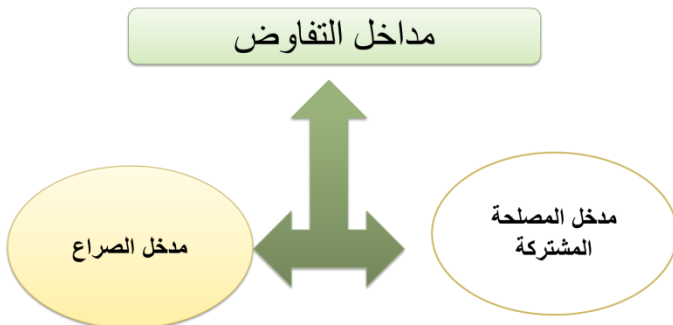 مداخل التفاوض
مدخل المصلحة
المشتركة
مدخل الصراع